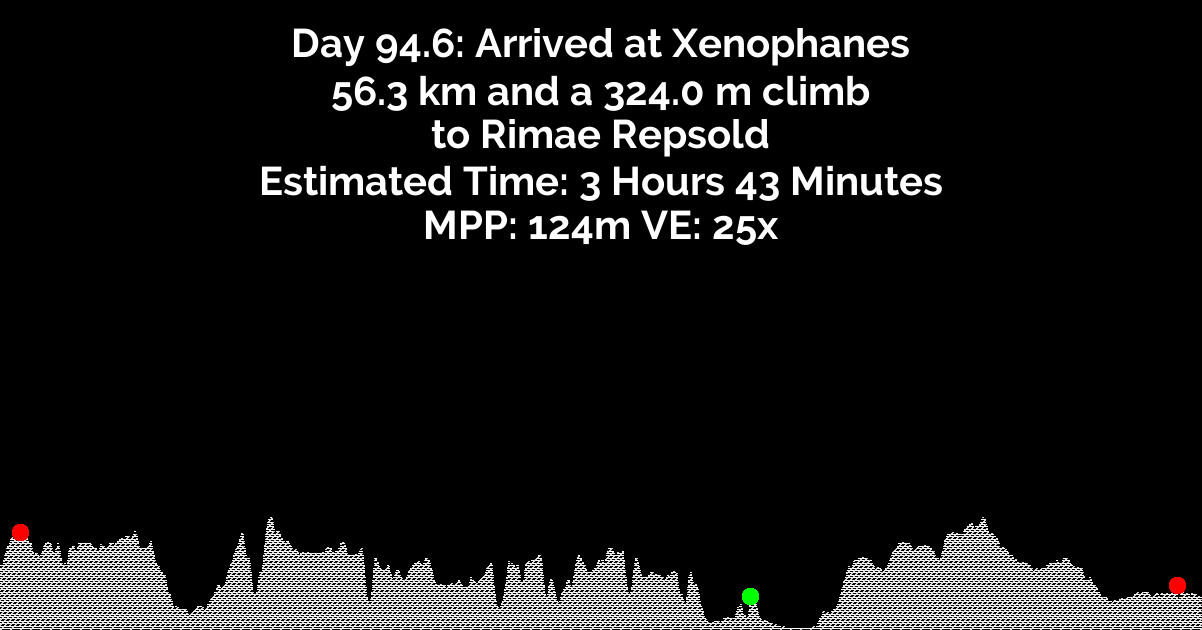 Day 94.6: Arrived at Xenophanes
56.3 km and a 324.0 m climb
to Rimae Repsold
Estimated Time: 3 Hours 43 Minutes
MPP: 124m VE: 25x